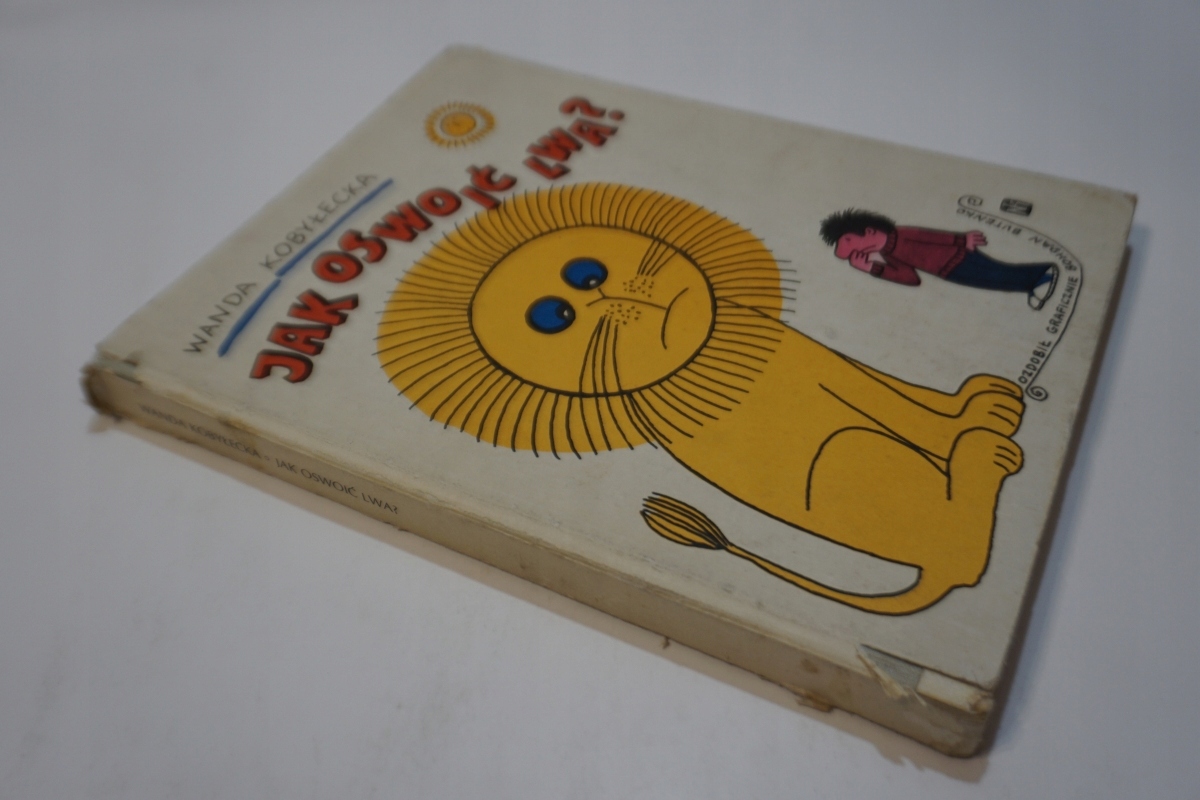 WANDA KOBYŁECKA
JAK OSWOIĆ LWA?
OZDOBIŁ GRAFICZNIE BOHDAN BUTENKO
WANDA KOBYŁECKA • JAK OSWOIĆ LWA?